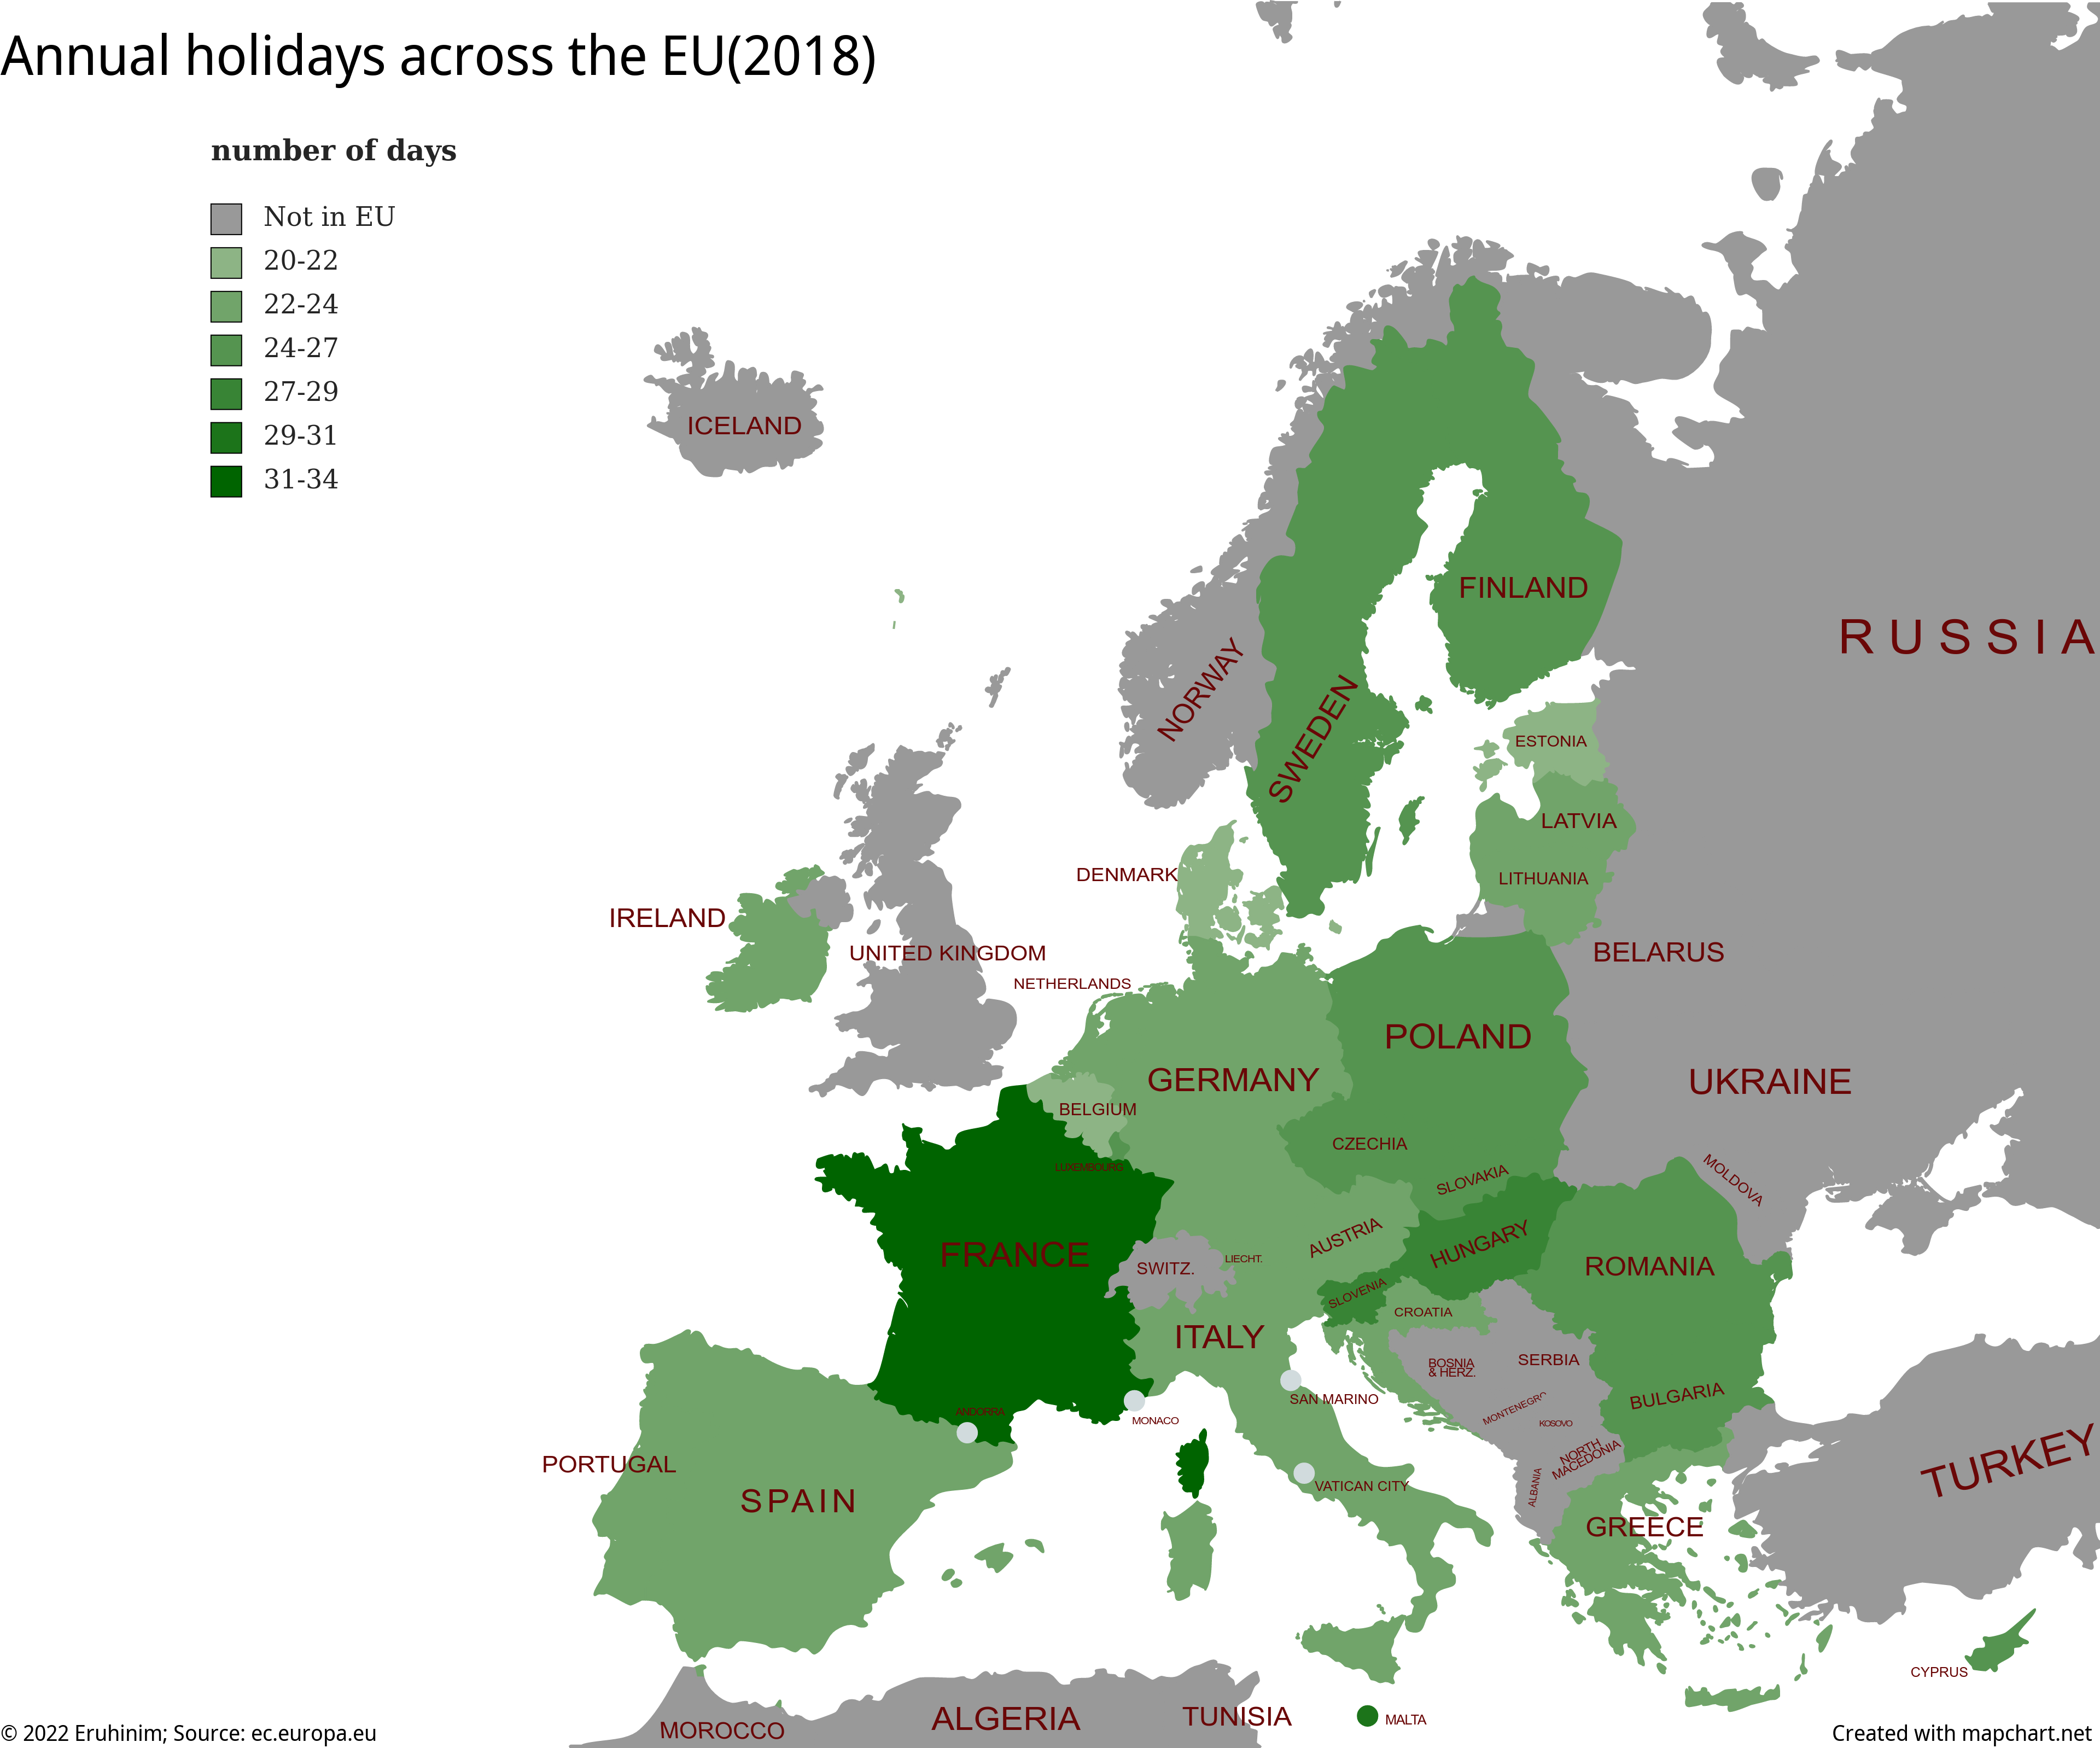 Annual holidays across the EU(2018)
number of days
Not in EU
20-22
22-24
24-27
27-29
29-31
31-34
ICELAND
FINLAND
RUSSIA
NORWAY
SWEDEN
ESTONIA
LATVIA
DENMARK
LITHUANIA
IRELAND
UNITED KINGDOM
BELARUS
NETHERLANDS
POLAND
GERMANY
UKRAINE
BELGIUM
CZECHIA
LUXEMBOURG
SLOVAKIA
MOLDOVA
FRANCE
AUSTRIA
HUNGARY
LIECHT.
SWITZ.
ROMANIA
SLOVENIA
CROATIA
ITALY
BOSNIA
& HERZ.
SERBIA
SAN MARINO
BULGARIA
ANDORRA
MONACO
MONTENEGRO
KOSOVO
PORTUGAL
NORTH
MACEDONIA
TURKEY
SPAIN
VATICAN CITY
ALBANIA
GREECE
CYPRUS
MOROCCO
ALGERIA
TUNISIA
MALTA
© 2022 Eruhinim; Source: ec.europa.eu
Created with mapchart.net